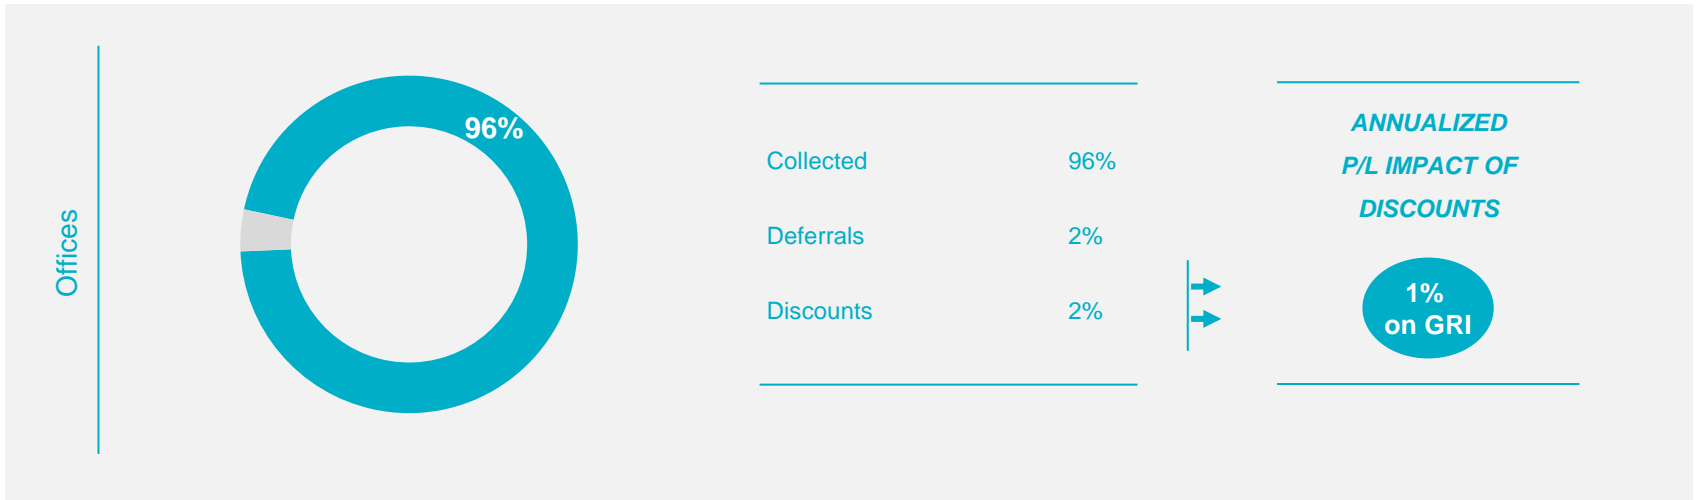 Offices
96%
Collected 96%
Deferrals 2%
Discounts 2%
ANNUALIZED
P/L IMPACT OF
DISCOUNTS
1%
on GRI